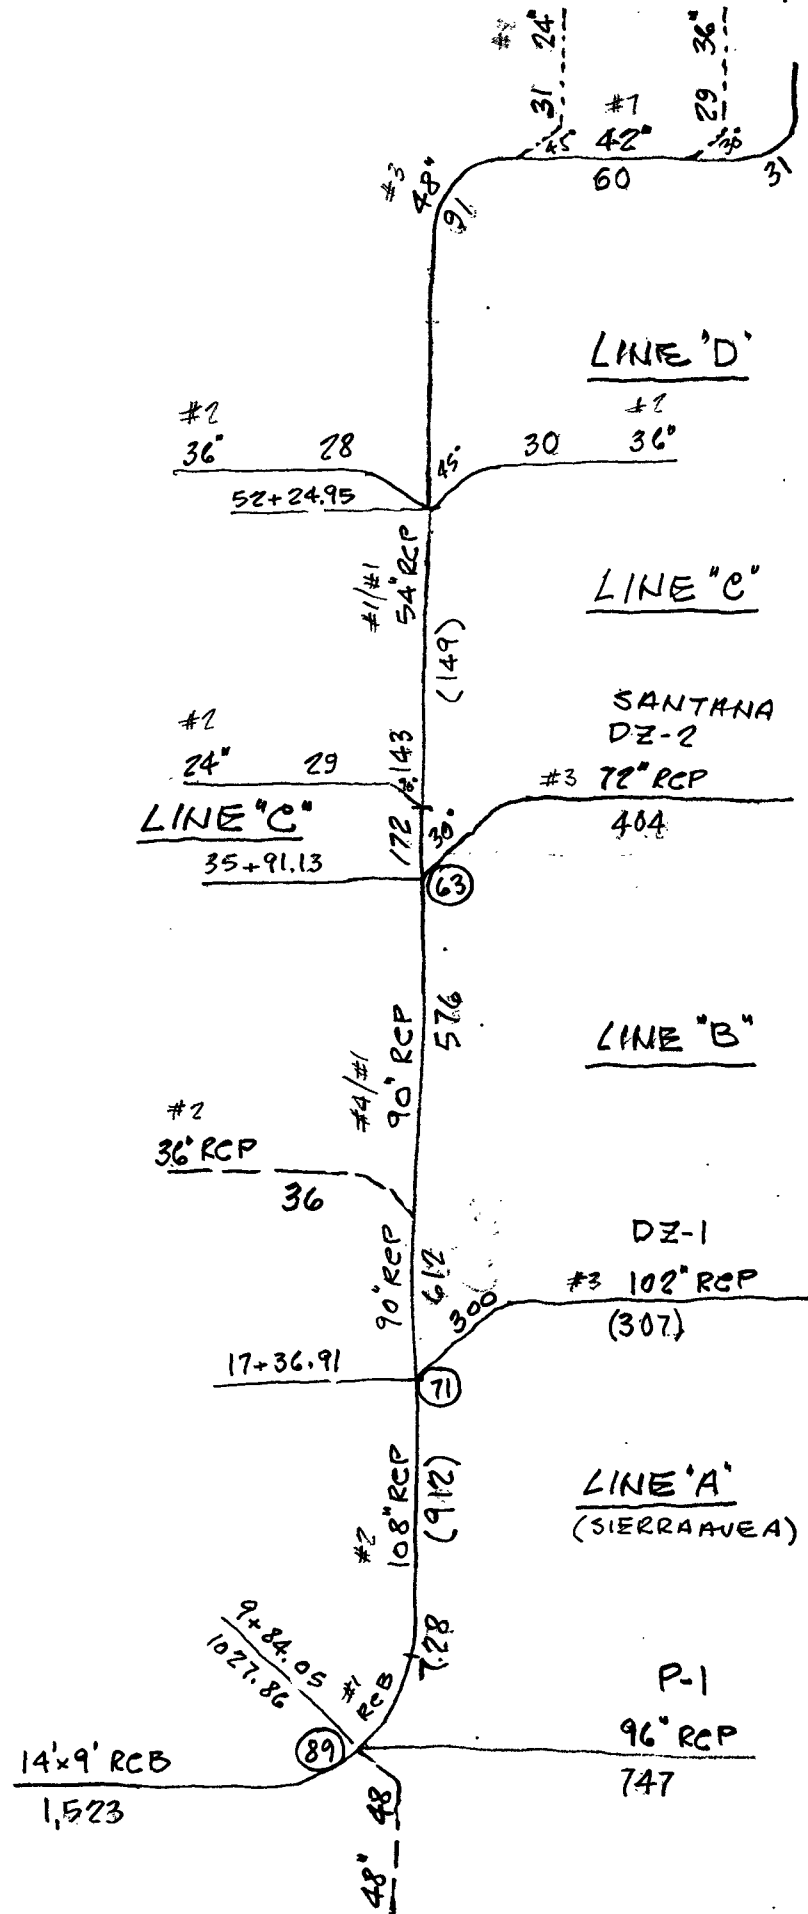 31 24"
29 36"
#1
45° 42" 30°
60
31
#3
48"
91
LINE "D"
#2
36" 28
45°
#2
30 36"
52+24.95
#1/#1
54" RCP
(149)
LINE "C"
SANTANA
DZ-2
#3 72" RCP
404
#2
24" 29
143
LINE "C"
172
30°
35+91.13
63
#4/#1
90" RCP
576
LINE "B"
#2
36" RCP
36
90" RCP
612
DZ-1
#3 102" RCP
300
(307)
17+36.91
71
#2
108" RCP
(912)
LINE "A"
(SIERRA AVE A)
728
9+84.05
1027.86
#1
RCB
P-1
96" RCP
747
89
14'x9' RCB
1,523
48" 48